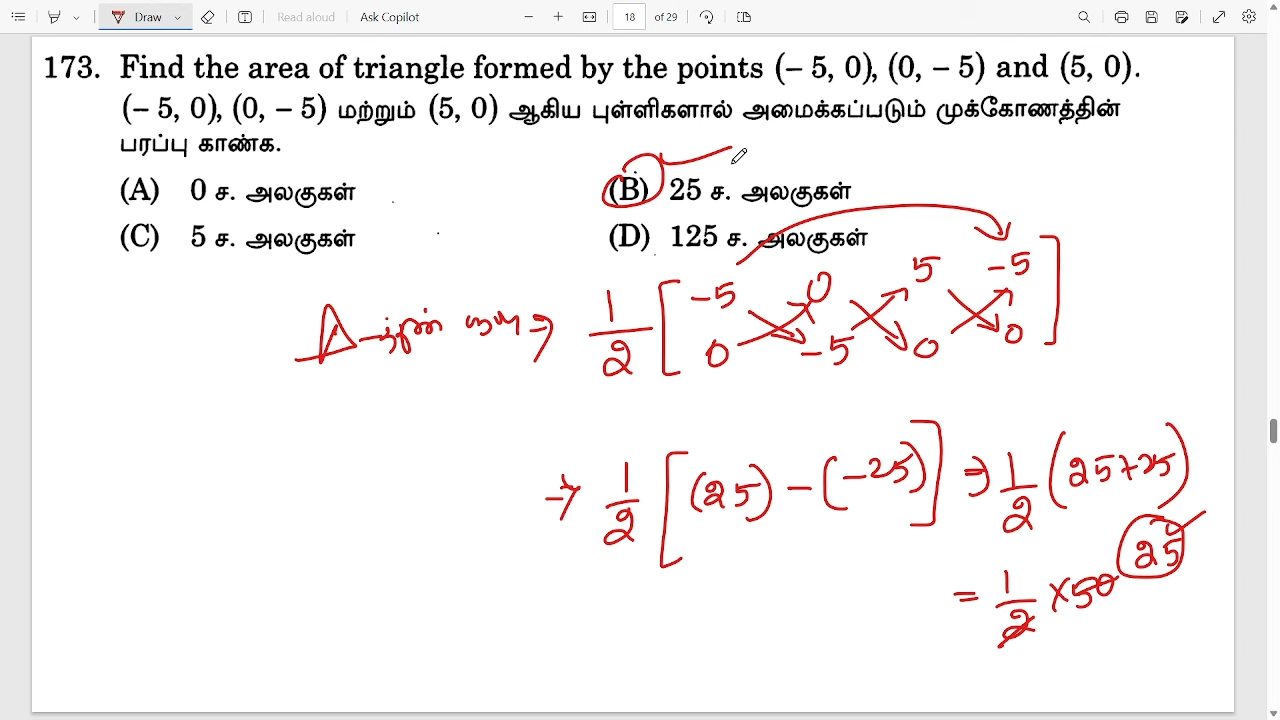 Draw Read aloud Ask Copilot 18 of 29
173. Find the area of triangle formed by the points (– 5, 0), (0, – 5) and (5, 0).
(– 5, 0), (0, – 5) மற்றும் (5, 0) ஆகிய புள்ளிகளால் அமைக்கப்படும் முக்கோணத்தின்
பரப்பு காண்க.
(A) 0 ச. அலகுகள் (B) 25 ச. அலகுகள்
(C) 5 ச. அலகுகள் (D) 125 ச. அலகுகள்
⇒ 1/2 [ -5 0 5 -5
0 -5 0 0 ]
→ 1/2 [(25) - (-25)] ⇒ 1/2 (25+25)
= 1/2 × 50 25